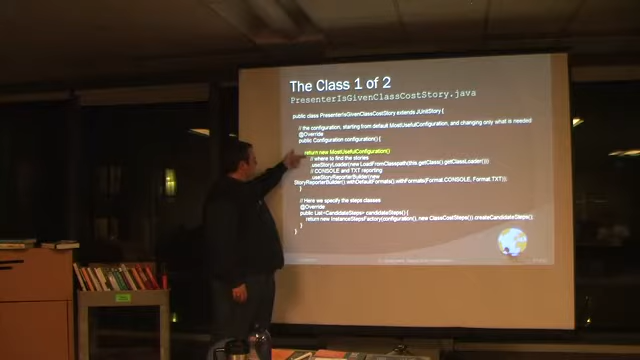 The Class 1 of 2
PresenterIsGivenClassCostStory.java
public class PresenterIsGivenClassCostStory extends JUnitStory {
// the configuration, starting from default MostUsefulConfiguration, and changing only what is needed
@Override
public Configuration configuration() {
return new MostUsefulConfiguration()
// where to find the stories
.useStoryLoader(new LoadFromClasspath(this.getClass().getClassLoader()))
// CONSOLE and TXT reporting
.useStoryReporterBuilder(new
StoryReporterBuilder().withDefaultFormats().withFormats(Format.CONSOLE, Format.TXT));
}
// Here we specify the steps classes
@Override
public List<CandidateSteps> candidateSteps() {
return new InstanceStepsFactory(configuration(), new ClassCostSteps()).createCandidateSteps();
}
}